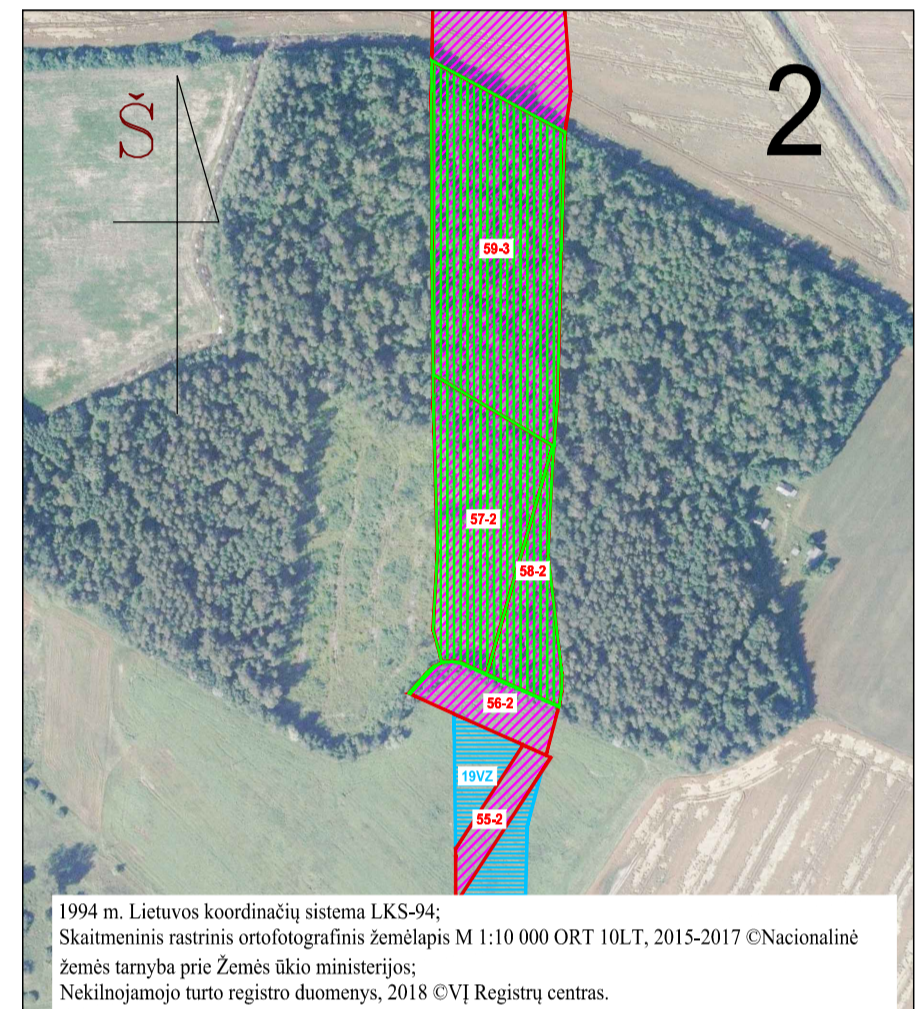 2
Š
59-3
57-2
58-2
56-2
19VZ
55-2
1994 m. Lietuvos koordinačių sistema LKS-94;
Skaitmeninis rastrinis ortofotografinis žemėlapis M 1:10 000 ORT 10LT, 2015-2017 ©Nacionalinė
žemės tarnyba prie Žemės ūkio ministerijos;
Nekilnojamojo turto registro duomenys, 2018 ©VĮ Registrų centras.